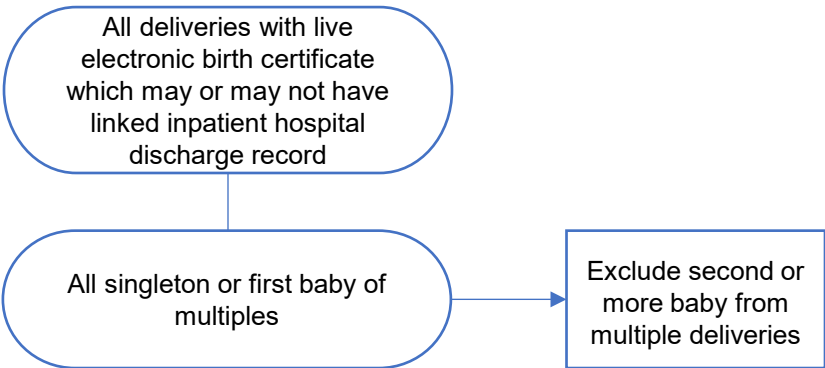 All deliveries with live
electronic birth certificate
which may or may not have
linked inpatient hospital
discharge record
All singleton or first baby of
multiples
Exclude second or
more baby from
multiple deliveries